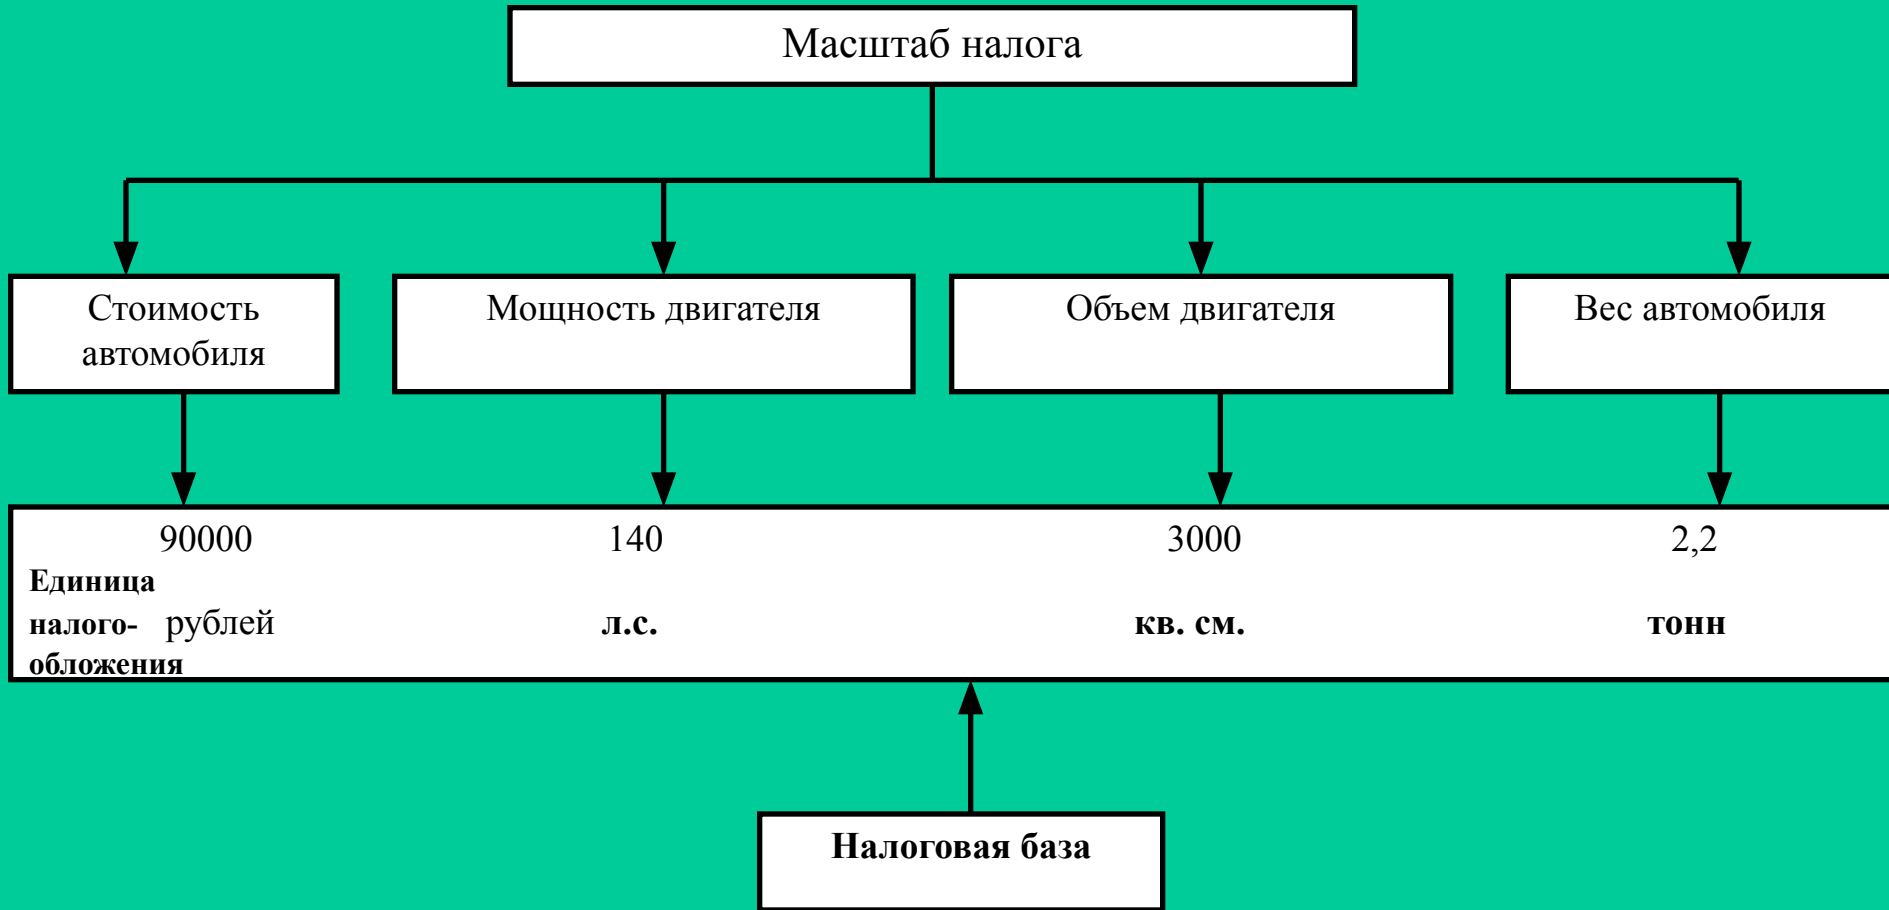 Масштаб налога
Стоимость
автомобиля
Мощность двигателя
Объем двигателя
Вес автомобиля
90000 140 3000 2,2
Единица
налого- рублей л.с. кв. см. тонн
обложения
Налоговая база